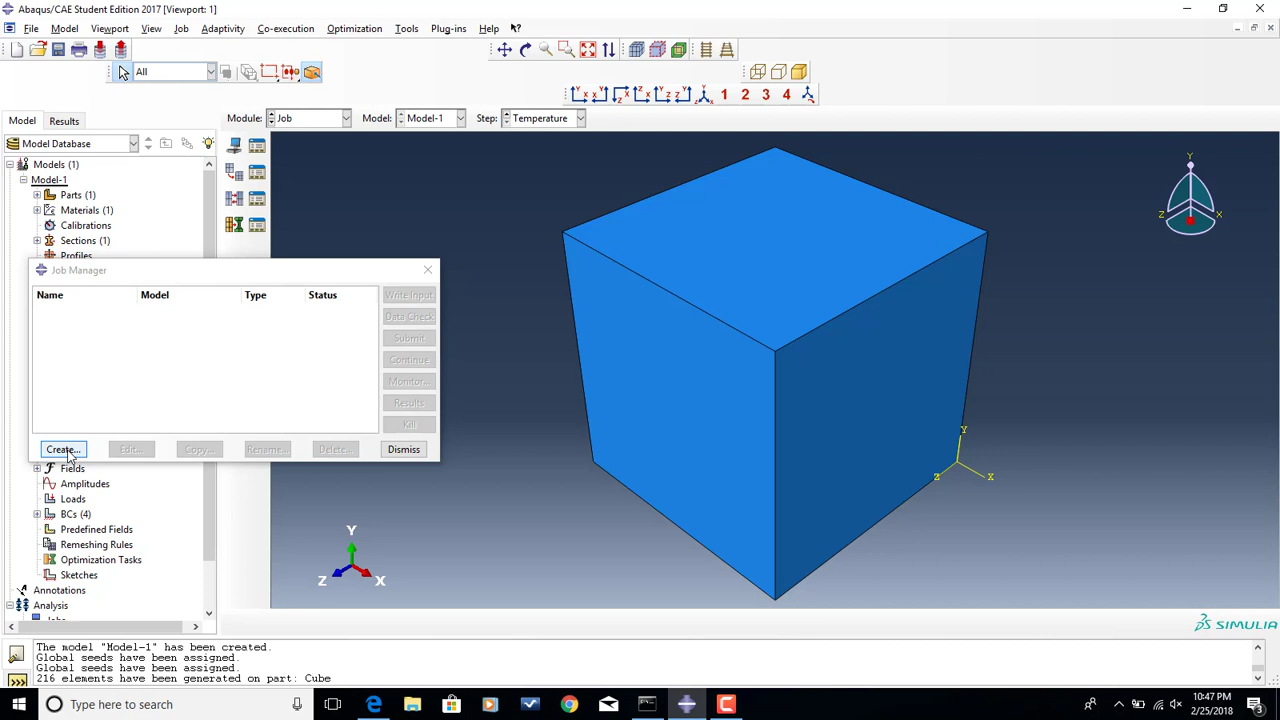 Abaqus/CAE Student Edition 2017 [Viewport: 1]
File Model Viewport View Job Adaptivity Co-execution Optimization Tools Plug-ins Help
All
1 2 3 4
Model Results
Module: Job Model: Model-1 Step: Temperature
Model Database
Models (1)
Model-1
Parts (1)
Materials (1)
Calibrations
Sections (1)
Profiles
Job Manager
Name Model Type Status
Write Input
Data Check
Submit
Continue
Monitor...
Results
Kill
Create... Edit... Copy... Rename... Delete... Dismiss
Fields
Amplitudes
Loads
BCs (4)
Predefined Fields
Remeshing Rules
Optimization Tasks
Sketches
Annotations
Analysis
Jobs
Y
Z X
Y
Z X
Y
Z X
SIMULIA
The model "Model-1" has been created.
Global seeds have been assigned.
Global seeds have been assigned.
216 elements have been generated on part: Cube
Type here to search
10:47 PM
2/25/2018